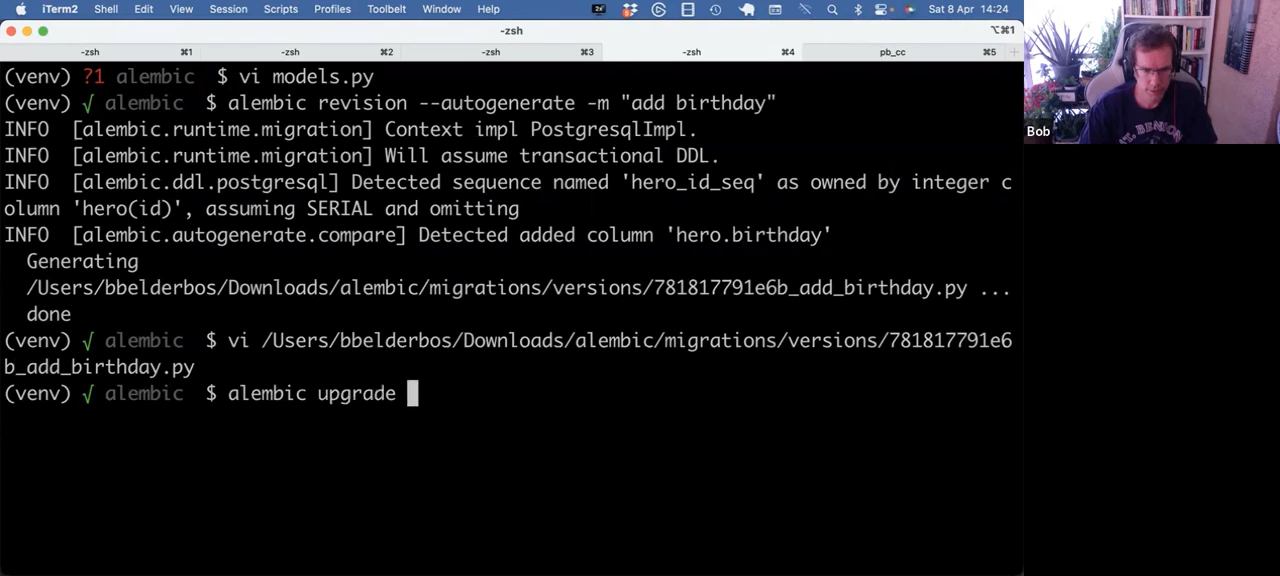 iTerm2 Shell Edit View Session Scripts Profiles Toolbelt Window Help Sat 8 Apr 14:24
-zsh ⌥⌘1
-zsh ⌘1 -zsh ⌘2 -zsh ⌘3 -zsh ⌘4 pb_cc ⌘5
(venv) ?1 alembic $ vi models.py
(venv) √ alembic $ alembic revision --autogenerate -m "add birthday"
INFO [alembic.runtime.migration] Context impl PostgresqlImpl.
INFO [alembic.runtime.migration] Will assume transactional DDL.
INFO [alembic.ddl.postgresql] Detected sequence named 'hero_id_seq' as owned by integer c
olumn 'hero(id)', assuming SERIAL and omitting
INFO [alembic.autogenerate.compare] Detected added column 'hero.birthday'
Generating
/Users/bbelderbos/Downloads/alembic/migrations/versions/781817791e6b_add_birthday.py ...
done
(venv) √ alembic $ vi /Users/bbelderbos/Downloads/alembic/migrations/versions/781817791e6
b_add_birthday.py
(venv) √ alembic $ alembic upgrade
Bob